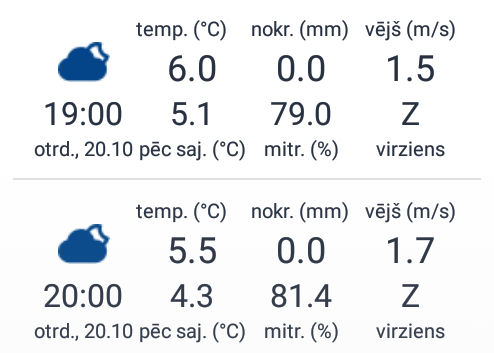 temp. (°C) nokr. (mm) vējš (m/s)
6.0 0.0 1.5
19:00 5.1 79.0 Z
otrd., 20.10 pēc saj. (°C) mitr. (%) virziens
temp. (°C) nokr. (mm) vējš (m/s)
5.5 0.0 1.7
20:00 4.3 81.4 Z
otrd., 20.10 pēc saj. (°C) mitr. (%) virziens